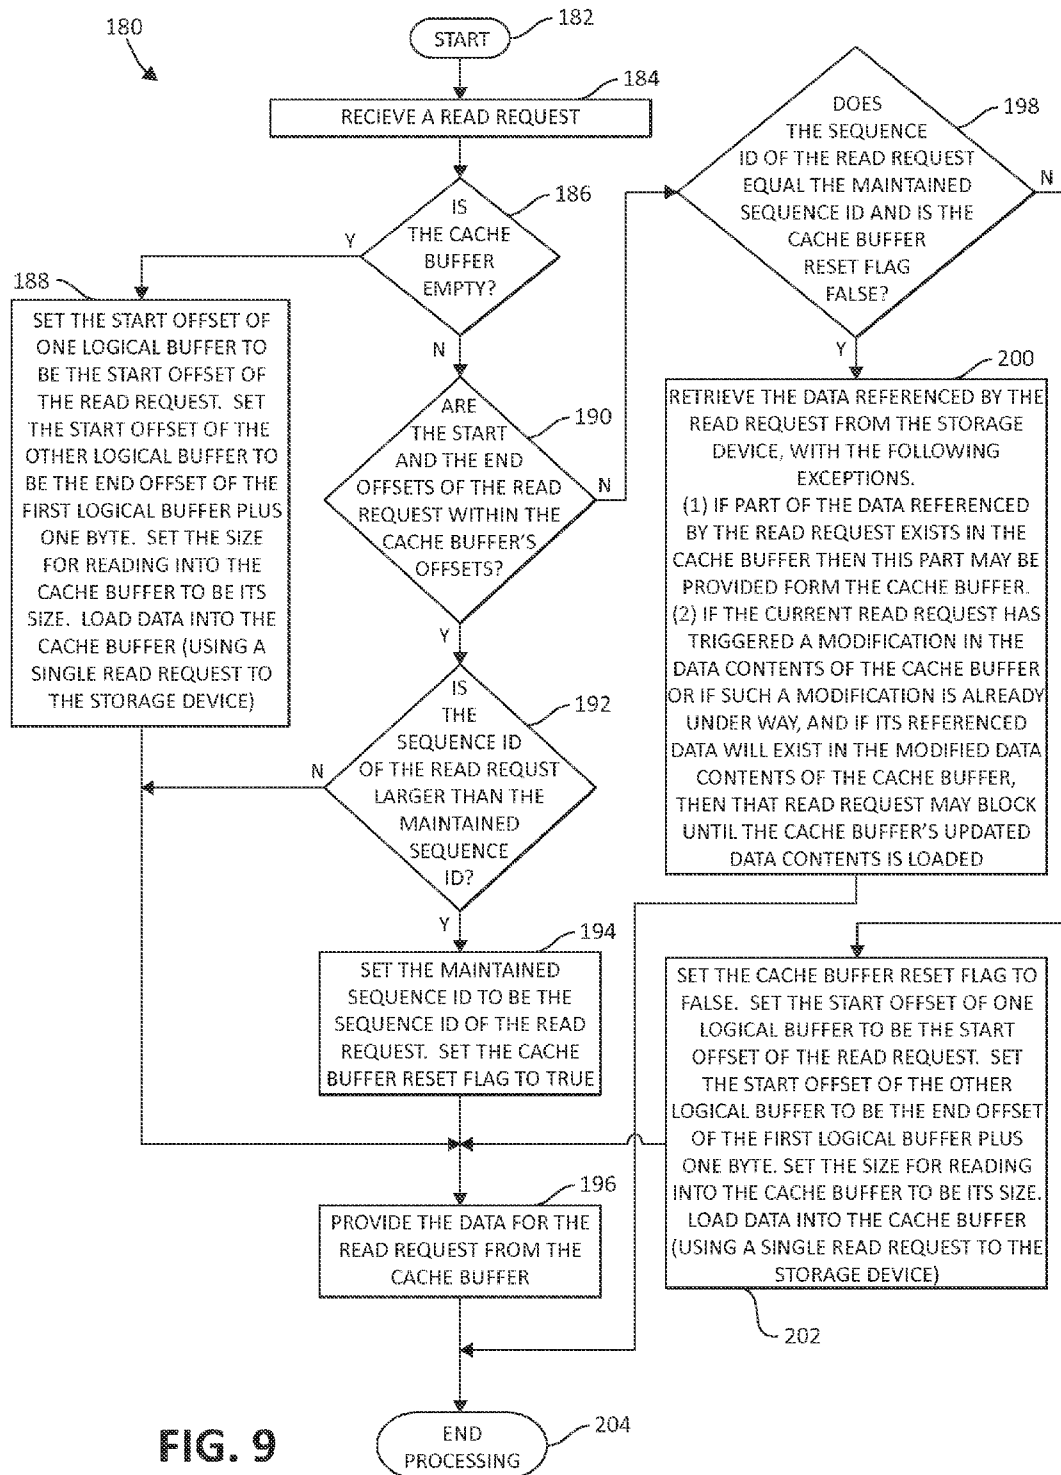 180
182
START
184
RECIEVE A READ REQUEST
186
IS
THE CACHE
BUFFER
EMPTY?
Y
N
188
SET THE START OFFSET OF
ONE LOGICAL BUFFER TO
BE THE START OFFSET OF
THE READ REQUEST. SET
THE START OFFSET OF THE
OTHER LOGICAL BUFFER TO
BE THE END OFFSET OF THE
FIRST LOGICAL BUFFER PLUS
ONE BYTE. SET THE SIZE
FOR READING INTO THE
CACHE BUFFER TO BE ITS
SIZE. LOAD DATA INTO THE
CACHE BUFFER (USING A
SINGLE READ REQUEST TO
THE STORAGE DEVICE)
190
ARE
THE START
AND THE END
OFFSETS OF THE READ
REQUEST WITHIN THE
CACHE BUFFER'S
OFFSETS?
N
Y
192
IS
THE
SEQUENCE ID
OF THE READ REQUST
LARGER THAN THE
MAINTAINED
SEQUENCE
ID?
N
Y
194
SET THE MAINTAINED
SEQUENCE ID TO BE THE
SEQUENCE ID OF THE READ
REQUEST. SET THE CACHE
BUFFER RESET FLAG TO TRUE
196
PROVIDE THE DATA FOR THE
READ REQUEST FROM THE
CACHE BUFFER
198
DOES
THE SEQUENCE
ID OF THE READ REQUEST
EQUAL THE MAINTAINED
SEQUENCE ID AND IS THE
CACHE BUFFER
RESET FLAG
FALSE?
N
Y
200
RETRIEVE THE DATA REFERENCED BY THE
READ REQUEST FROM THE STORAGE
DEVICE, WITH THE FOLLOWING
EXCEPTIONS.
(1) IF PART OF THE DATA REFERENCED
BY THE READ REQUEST EXISTS IN THE
CACHE BUFFER THEN THIS PART MAY BE
PROVIDED FORM THE CACHE BUFFER.
(2) IF THE CURRENT READ REQUEST HAS
TRIGGERED A MODIFICATION IN THE
DATA CONTENTS OF THE CACHE BUFFER
OR IF SUCH A MODIFICATION IS ALREADY
UNDER WAY, AND IF ITS REFERENCED
DATA WILL EXIST IN THE MODIFIED DATA
CONTENTS OF THE CACHE BUFFER,
THEN THAT READ REQUEST MAY BLOCK
UNTIL THE CACHE BUFFER'S UPDATED
DATA CONTENTS IS LOADED
SET THE CACHE BUFFER RESET FLAG TO
FALSE. SET THE START OFFSET OF ONE
LOGICAL BUFFER TO BE THE START
OFFSET OF THE READ REQUEST. SET
THE START OFFSET OF THE OTHER
LOGICAL BUFFER TO BE THE END OFFSET
OF THE FIRST LOGICAL BUFFER PLUS
ONE BYTE. SET THE SIZE FOR READING
INTO THE CACHE BUFFER TO BE ITS SIZE.
LOAD DATA INTO THE CACHE BUFFER
(USING A SINGLE READ REQUEST TO THE
STORAGE DEVICE)
202
END
PROCESSING
204
FIG. 9